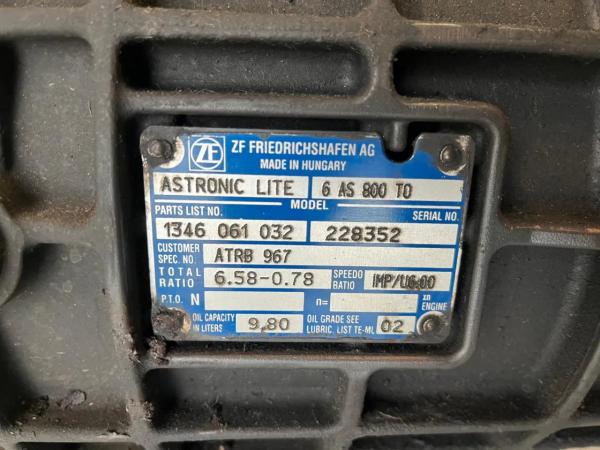 ZF
ZF FRIEDRICHSHAFEN AG
MADE IN HUNGARY
ASTRONIC LITE 6 AS 800 TO
MODEL
PARTS LIST NO. SERIAL NO.
1346 061 032 228352
CUSTOMER SPEC. NO. ATRB 967
TOTAL RATIO 6.58-0.78 SPEEDO RATIO IMP/U6.00
P.T.O. N n= xn ENGINE
OIL CAPACITY IN LITERS 9,80 OIL GRADE SEE LUBRIC. LIST TE-ML 02